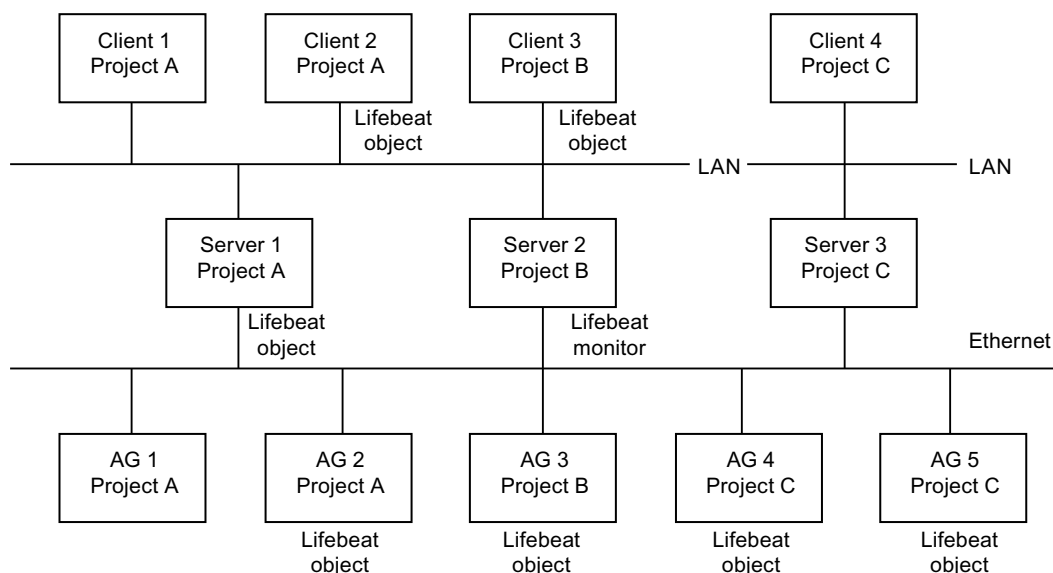 Client 1
Project A
Client 2
Project A
Client 3
Project B
Client 4
Project C
Lifebeat
object
Lifebeat
object
LAN
LAN
Server 1
Project A
Server 2
Project B
Server 3
Project C
Lifebeat
object
Lifebeat
monitor
Ethernet
AG 1
Project A
AG 2
Project A
AG 3
Project B
AG 4
Project C
AG 5
Project C
Lifebeat
object
Lifebeat
object
Lifebeat
object
Lifebeat
object